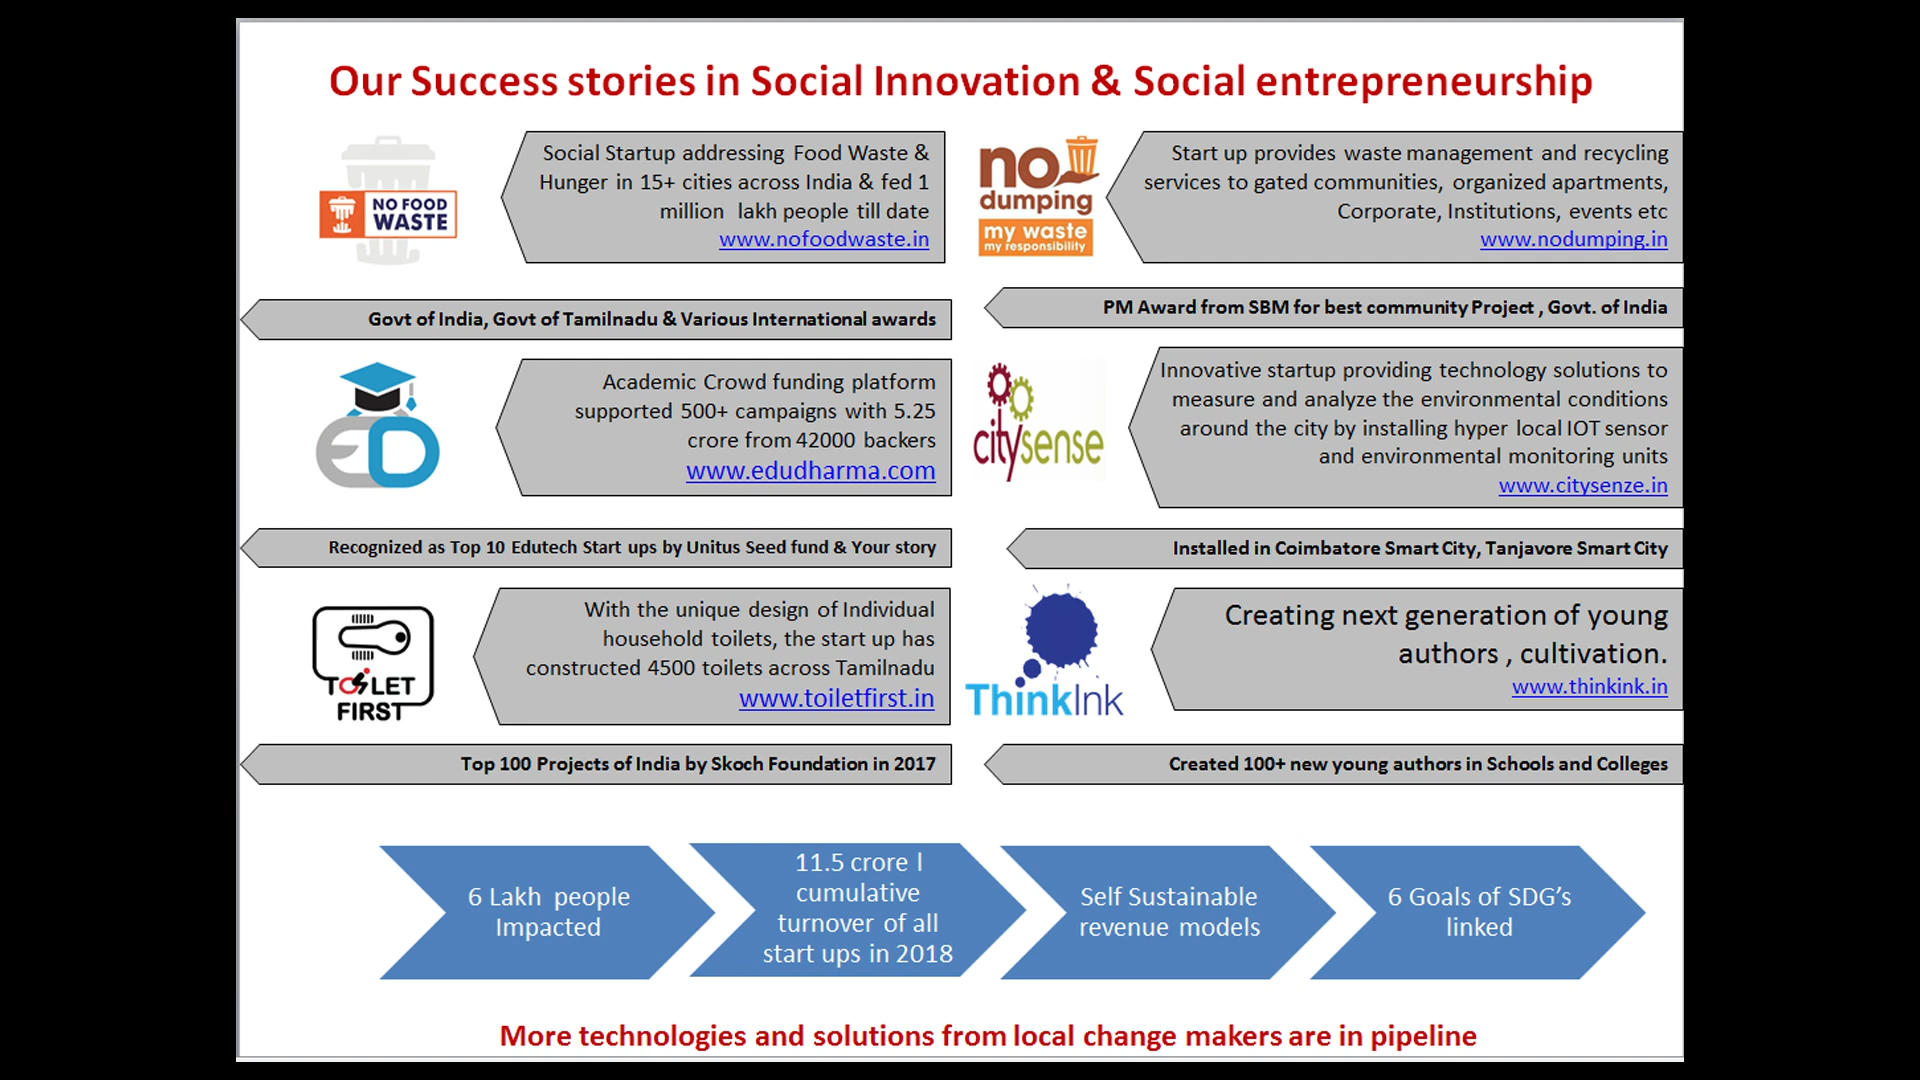 Our Success stories in Social Innovation & Social entrepreneurship
NO FOOD
WASTE
Social Startup addressing Food Waste &
Hunger in 15+ cities across India & fed 1
million lakh people till date
www.nofoodwaste.in
no
dumping
my waste
my responsibility
Start up provides waste management and recycling
services to gated communities, organized apartments,
Corporate, Institutions, events etc
www.nodumping.in
Govt of India, Govt of Tamilnadu & Various International awards
PM Award from SBM for best community Project , Govt. of India
ED
Academic Crowd funding platform
supported 500+ campaigns with 5.25
crore from 42000 backers
www.edudharma.com
citysense
Innovative startup providing technology solutions to
measure and analyze the environmental conditions
around the city by installing hyper local IOT sensor
and environmental monitoring units
www.citysenze.in
Recognized as Top 10 Edutech Start ups by Unitus Seed fund & Your story
Installed in Coimbatore Smart City, Tanjavore Smart City
TOILET
FIRST
With the unique design of Individual
household toilets, the start up has
constructed 4500 toilets across Tamilnadu
www.toiletfirst.in
ThinkInk
Creating next generation of young
authors , cultivation.
www.thinkink.in
Top 100 Projects of India by Skoch Foundation in 2017
Created 100+ new young authors in Schools and Colleges
6 Lakh people
Impacted
11.5 crore l
cumulative
turnover of all
start ups in 2018
Self Sustainable
revenue models
6 Goals of SDG’s
linked
More technologies and solutions from local change makers are in pipeline